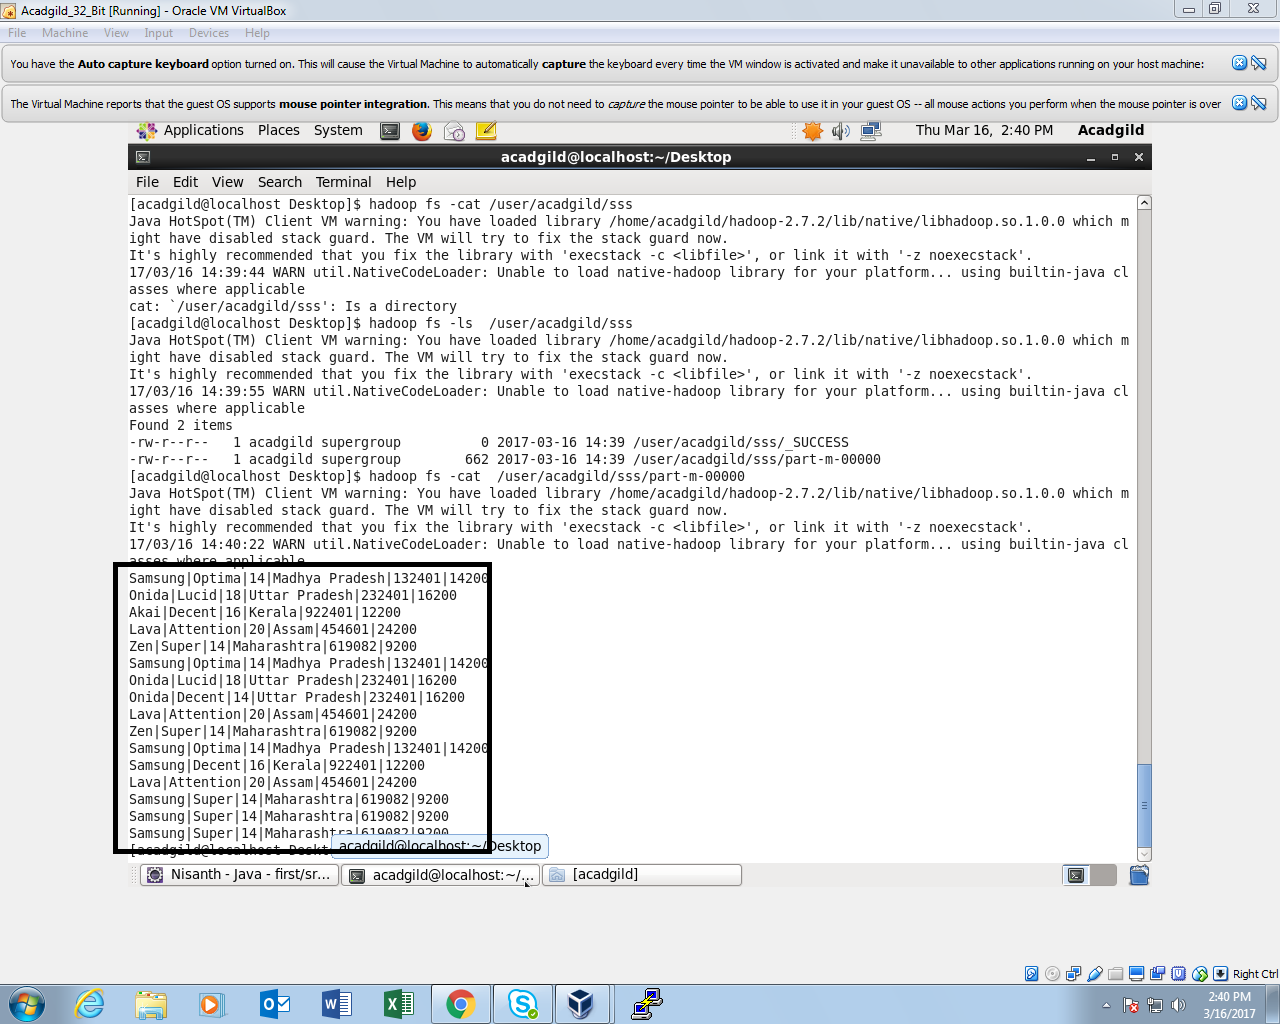 Acadgild_32_Bit [Running] - Oracle VM VirtualBox
File Machine View Input Devices Help
You have the Auto capture keyboard option turned on. This will cause the Virtual Machine to automatically capture the keyboard every time the VM window is activated and make it unavailable to other applications running on your host machine:
The Virtual Machine reports that the guest OS supports mouse pointer integration. This means that you do not need to capture the mouse pointer to be able to use it in your guest OS -- all mouse actions you perform when the mouse pointer is over
Applications Places System Thu Mar 16, 2:40 PM Acadgild
acadgild@localhost:~/Desktop
File Edit View Search Terminal Help
[acadgild@localhost Desktop]$ hadoop fs -cat /user/acadgild/sss
Java HotSpot(TM) Client VM warning: You have loaded library /home/acadgild/hadoop-2.7.2/lib/native/libhadoop.so.1.0.0 which m
ight have disabled stack guard. The VM will try to fix the stack guard now.
It's highly recommended that you fix the library with 'execstack -c <libfile>', or link it with '-z noexecstack'.
17/03/16 14:39:44 WARN util.NativeCodeLoader: Unable to load native-hadoop library for your platform... using builtin-java cl
asses where applicable
cat: `/user/acadgild/sss': Is a directory
[acadgild@localhost Desktop]$ hadoop fs -ls  /user/acadgild/sss
Java HotSpot(TM) Client VM warning: You have loaded library /home/acadgild/hadoop-2.7.2/lib/native/libhadoop.so.1.0.0 which m
ight have disabled stack guard. The VM will try to fix the stack guard now.
It's highly recommended that you fix the library with 'execstack -c <libfile>', or link it with '-z noexecstack'.
17/03/16 14:39:55 WARN util.NativeCodeLoader: Unable to load native-hadoop library for your platform... using builtin-java cl
asses where applicable
Found 2 items
-rw-r--r--   1 acadgild supergroup          0 2017-03-16 14:39 /user/acadgild/sss/_SUCCESS
-rw-r--r--   1 acadgild supergroup        662 2017-03-16 14:39 /user/acadgild/sss/part-m-00000
[acadgild@localhost Desktop]$ hadoop fs -cat  /user/acadgild/sss/part-m-00000
Java HotSpot(TM) Client VM warning: You have loaded library /home/acadgild/hadoop-2.7.2/lib/native/libhadoop.so.1.0.0 which m
ight have disabled stack guard. The VM will try to fix the stack guard now.
It's highly recommended that you fix the library with 'execstack -c <libfile>', or link it with '-z noexecstack'.
17/03/16 14:40:22 WARN util.NativeCodeLoader: Unable to load native-hadoop library for your platform... using builtin-java cl
asses where applicable
Samsung|Optima|14|Madhya Pradesh|132401|14200
Onida|Lucid|18|Uttar Pradesh|232401|16200
Akai|Decent|16|Kerala|922401|12200
Lava|Attention|20|Assam|454601|24200
Zen|Super|14|Maharashtra|619082|9200
Samsung|Optima|14|Madhya Pradesh|132401|14200
Onida|Lucid|18|Uttar Pradesh|232401|16200
Onida|Decent|14|Uttar Pradesh|232401|16200
Lava|Attention|20|Assam|454601|24200
Zen|Super|14|Maharashtra|619082|9200
Samsung|Optima|14|Madhya Pradesh|132401|14200
Samsung|Decent|16|Kerala|922401|12200
Lava|Attention|20|Assam|454601|24200
Samsung|Super|14|Maharashtra|619082|9200
Samsung|Super|14|Maharashtra|619082|9200
Samsung|Super|14|Maharashtra|619082|9200
[acadgild@localhost Deskt
acadgild@localhost:~/Desktop
Nisanth - Java - first/sr... acadgild@localhost:~/... [acadgild]
Right Ctrl
2:40 PM
3/16/2017